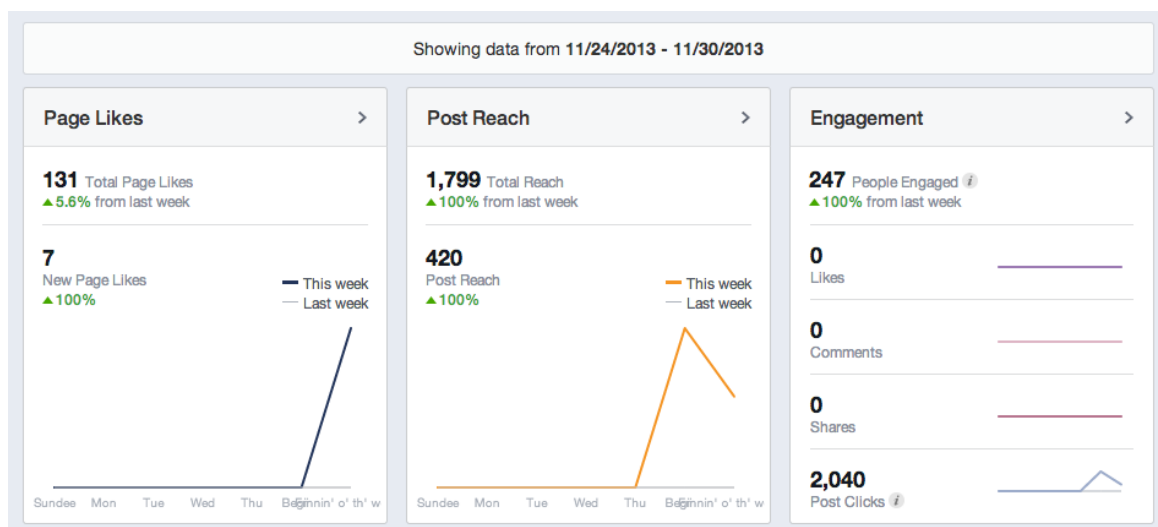 Showing data from 11/24/2013 - 11/30/2013
Page Likes
131 Total Page Likes
5.6% from last week
7
New Page Likes
100%
This week
Last week
Sundee Mon Tue Wed Thu
Post Reach
1,799 Total Reach
100% from last week
420
Post Reach
100%
This week
Last week
Sundee Mon Tue Wed Thu
Engagement
247 People Engaged i
100% from last week
0
Likes
0
Comments
0
Shares
2,040
Post Clicks i